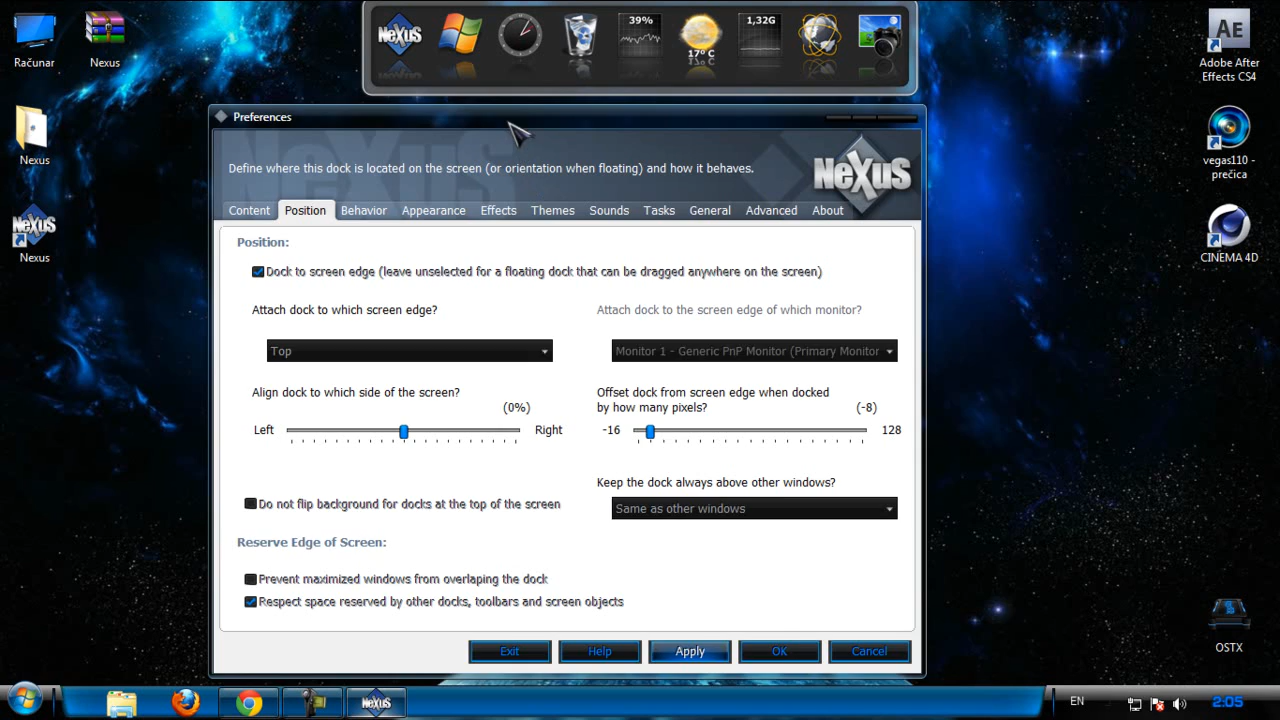 NeXuS
39%
17° C
1,32G
Računar
Nexus
Adobe After
Effects CS4
Nexus
vegas110 -
prečica
Nexus
CINEMA 4D
OSTX
Preferences
Define where this dock is located on the screen (or orientation when floating) and how it behaves.
NeXuS
Content Position Behavior Appearance Effects Themes Sounds Tasks General Advanced About
Position:
Dock to screen edge (leave unselected for a floating dock that can be dragged anywhere on the screen)
Attach dock to which screen edge?
Attach dock to the screen edge of which monitor?
Top
Monitor 1 - Generic PnP Monitor (Primary Monitor
Align dock to which side of the screen?
(0%)
Left
Right
Offset dock from screen edge when docked
by how many pixels?
(-8)
-16
128
Keep the dock always above other windows?
Same as other windows
Do not flip background for docks at the top of the screen
Reserve Edge of Screen:
Prevent maximized windows from overlaping the dock
Respect space reserved by other docks, toolbars and screen objects
Exit Help Apply OK Cancel
NeXuS
EN
2:05